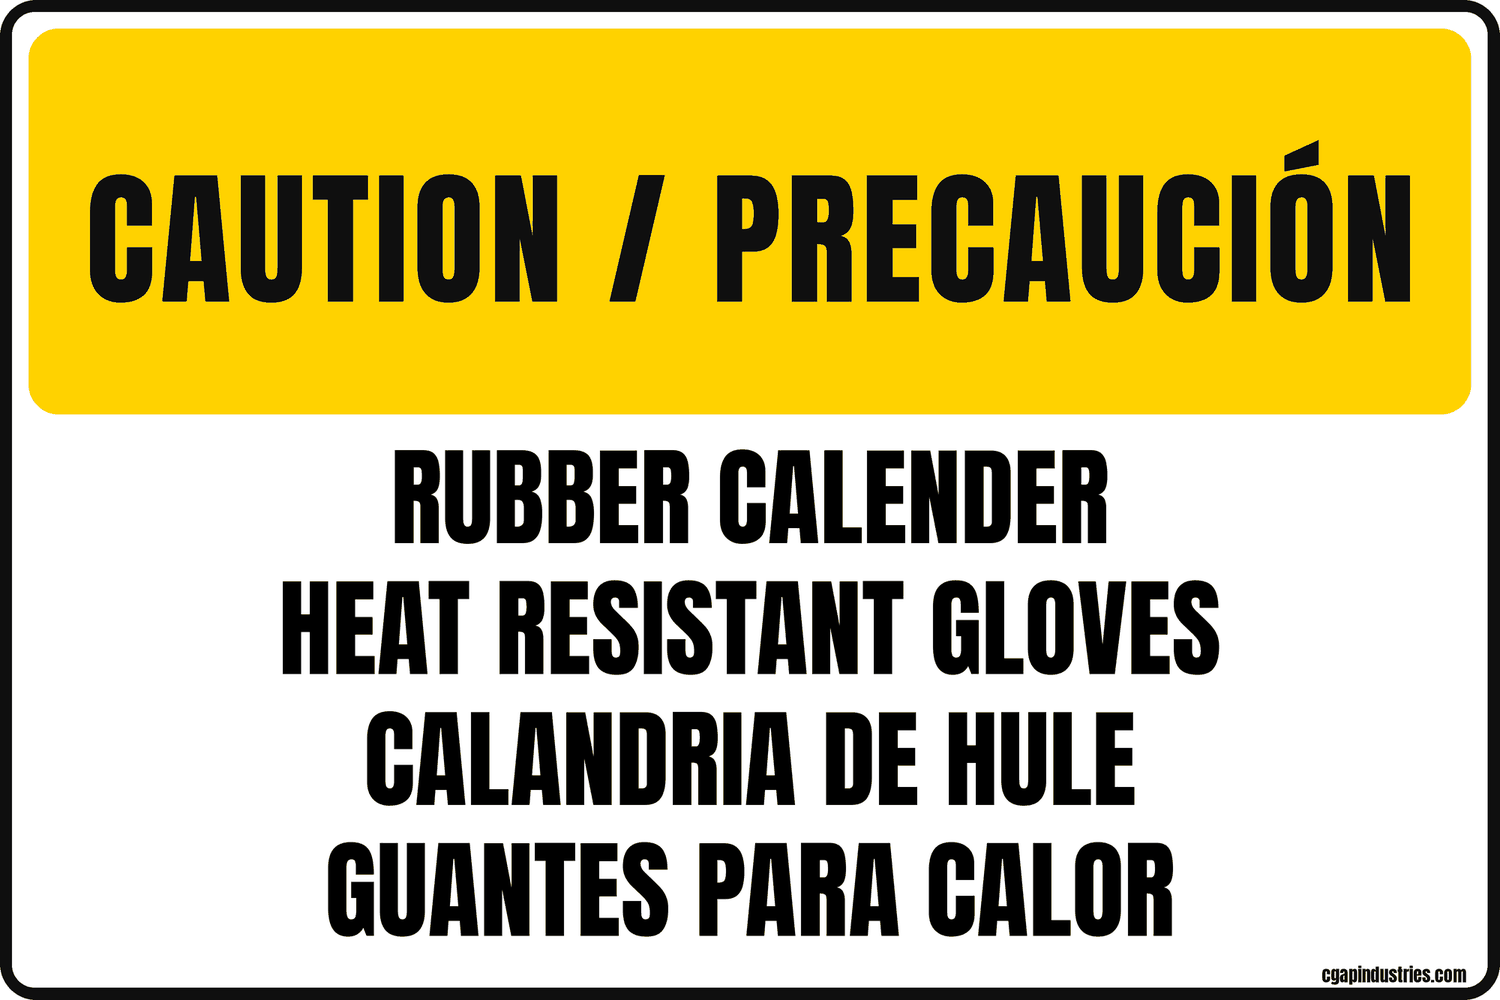 CAUTION / PRECAUCIÓN
RUBBER CALENDER
HEAT RESISTANT GLOVES
CALANDRIA DE HULE
GUANTES PARA CALOR
cgapindustries.com